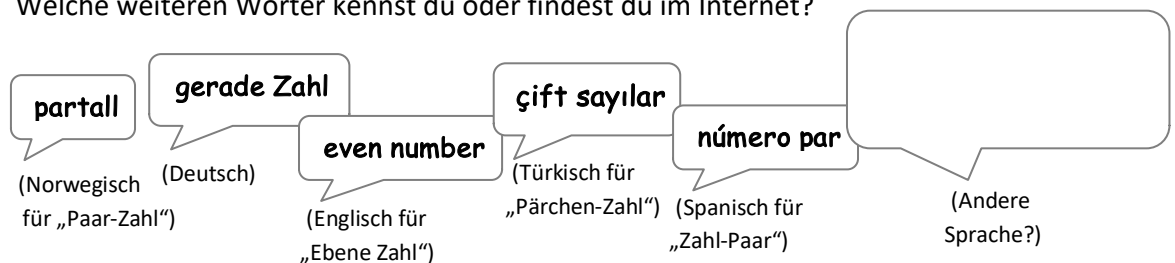 Welche weiteren Wörter kennst du oder findest du im Internet?
partall
(Norwegisch
für „Paar-Zahl“)
gerade Zahl
(Deutsch)
even number
(Englisch für
„Ebene Zahl“)
çift sayılar
(Türkisch für
„Pärchen-Zahl“)
número par
(Spanisch für
„Zahl-Paar“)
(Andere
Sprache?)